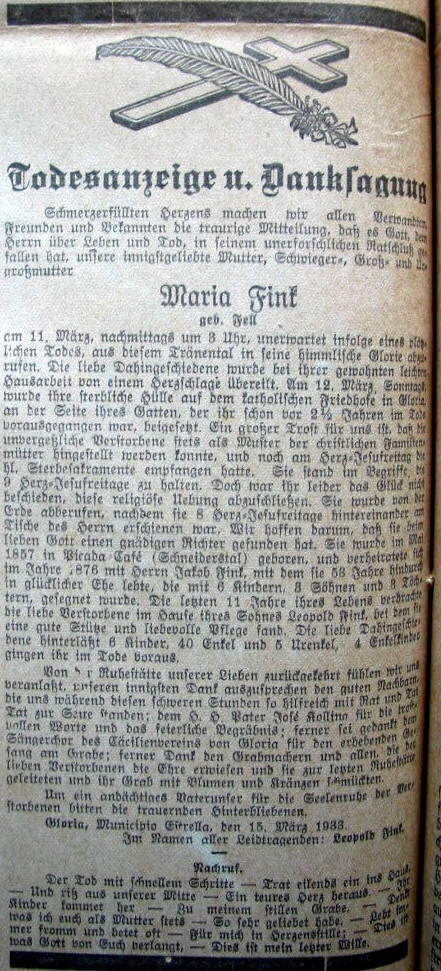 Todesanzeige u. Danksagung
Schmerzerfüllten Herzens machen wir allen Verwandten,
Freunden und Bekannten die traurige Mitteilung, daß es Gott, dem
Herrn über Leben und Tod, in seinem unerforschlichen Ratschluß ge-
fallen hat, unsere innigstgeliebte Mutter, Schwieger-, Groß- und Ur-
großmutter
Maria Fink
geb. Fell
am 11. März, nachmittags um 3 Uhr, unerwartet infolge eines plötz-
lichen Todes, aus diesem Tränental in seine himmlische Glorie abzu-
rufen. Die liebe Dahingeschiedene wurde bei ihrer gewohnten leichten
Hausarbeit von einem Herzschlage übereilt. Am 12. März, Sonntags,
wurde ihre sterbliche Hülle auf dem katholischen Friedhofe in Gloria,
an der Seite ihres Gatten, der ihr schon vor 2½ Jahren im Tode
vorausgegangen war, beigesetzt. Ein großer Trost für uns ist, daß die
unvergeßliche Verstorbene stets als Muster der christlichen Familien-
mütter hingestellt werden konnte, und noch am Herz-Jesufreitag die
hl. Sterbesakramente empfangen hatte. Sie stand im Begriffe die
9 Herz-Jesufreitage zu halten. Doch war ihr leider das Glück nicht
beschieden, diese religiöse Uebung abzuschließen. Sie wurde von der
Erde abberufen, nachdem sie 8 Herz-Jesufreitage hintereinander am
Tische des Herrn erschienen war. Wir hoffen darum, daß sie beim
lieben Gott einen gnädigen Richter gefunden hat. Sie wurde im Mai
1857 in Picada Café (Schneiderstal) geboren, und verheiratete sich
im Jahre 1876 mit Herrn Jakob Fink, mit dem sie 53 Jahre hindurch
in glücklicher Ehe lebte, die mit 6 Kindern, 3 Söhnen und 3 Töch-
tern, gesegnet wurde. Die letzten 11 Jahre ihres Lebens verbrachte
die liebe Verstorbene im Hause ihres Sohnes Leopold Fink, bei dem sie
eine gute Stütze und liebevolle Pflege fand. Die liebe Dahingeschie-
dene hinterläßt 6 Kinder, 40 Enkel und 5 Urenkel, 4 Enkelkinder
gingen ihr im Tode voraus.
Von der Ruhestätte unserer Lieben zurückgekehrt fühlen wir uns
veranlaßt, unseren innigsten Dank auszusprechen den guten Nachbarn,
die uns während diesen schweren Stunden so hilfreich mit Rat und Tat
Tat zur Seite standen; dem H. H. Pater José Kolling für die trost-
vollen Worte und das feierliche Begräbnis; ferner sei gedankt dem
Sängerchor des Cäcilienvereins von Gloria für den erhebenden Ge-
sang am Grabe; ferner Dank den Grabmachern und allen, die der
lieben Verstorbenen die Ehre erwiesen und sie zur letzten Ruhestätte
geleiteten und ihr Grab mit Blumen und Kränzen schmückten.
Um ein andächtiges Vaterunser für die Seelenruhe der Ver-
storbenen bitten die trauernden Hinterbliebenen.
Gloria, Municipio Estrella, den 15. März 1933.
Im Namen aller Leidtragenden: Leopold Fink.
Nachruf.
Der Tod mit schnellem Schritte — Trat eilends ein ins Haus,
— Und riß aus unserer Mitte — Ein teures Herz heraus. — Ihr
Kinder kommet her — Zu meinem stillen Grabe, — Denkt
was ich euch als Mutter stets — So sehr geliebet habe. — Lebt im-
mer fromm und betet oft — Für mich in Herzensstille; — Dies ist
was Gott von Euch verlangt, — Dies ist mein letzter Wille.